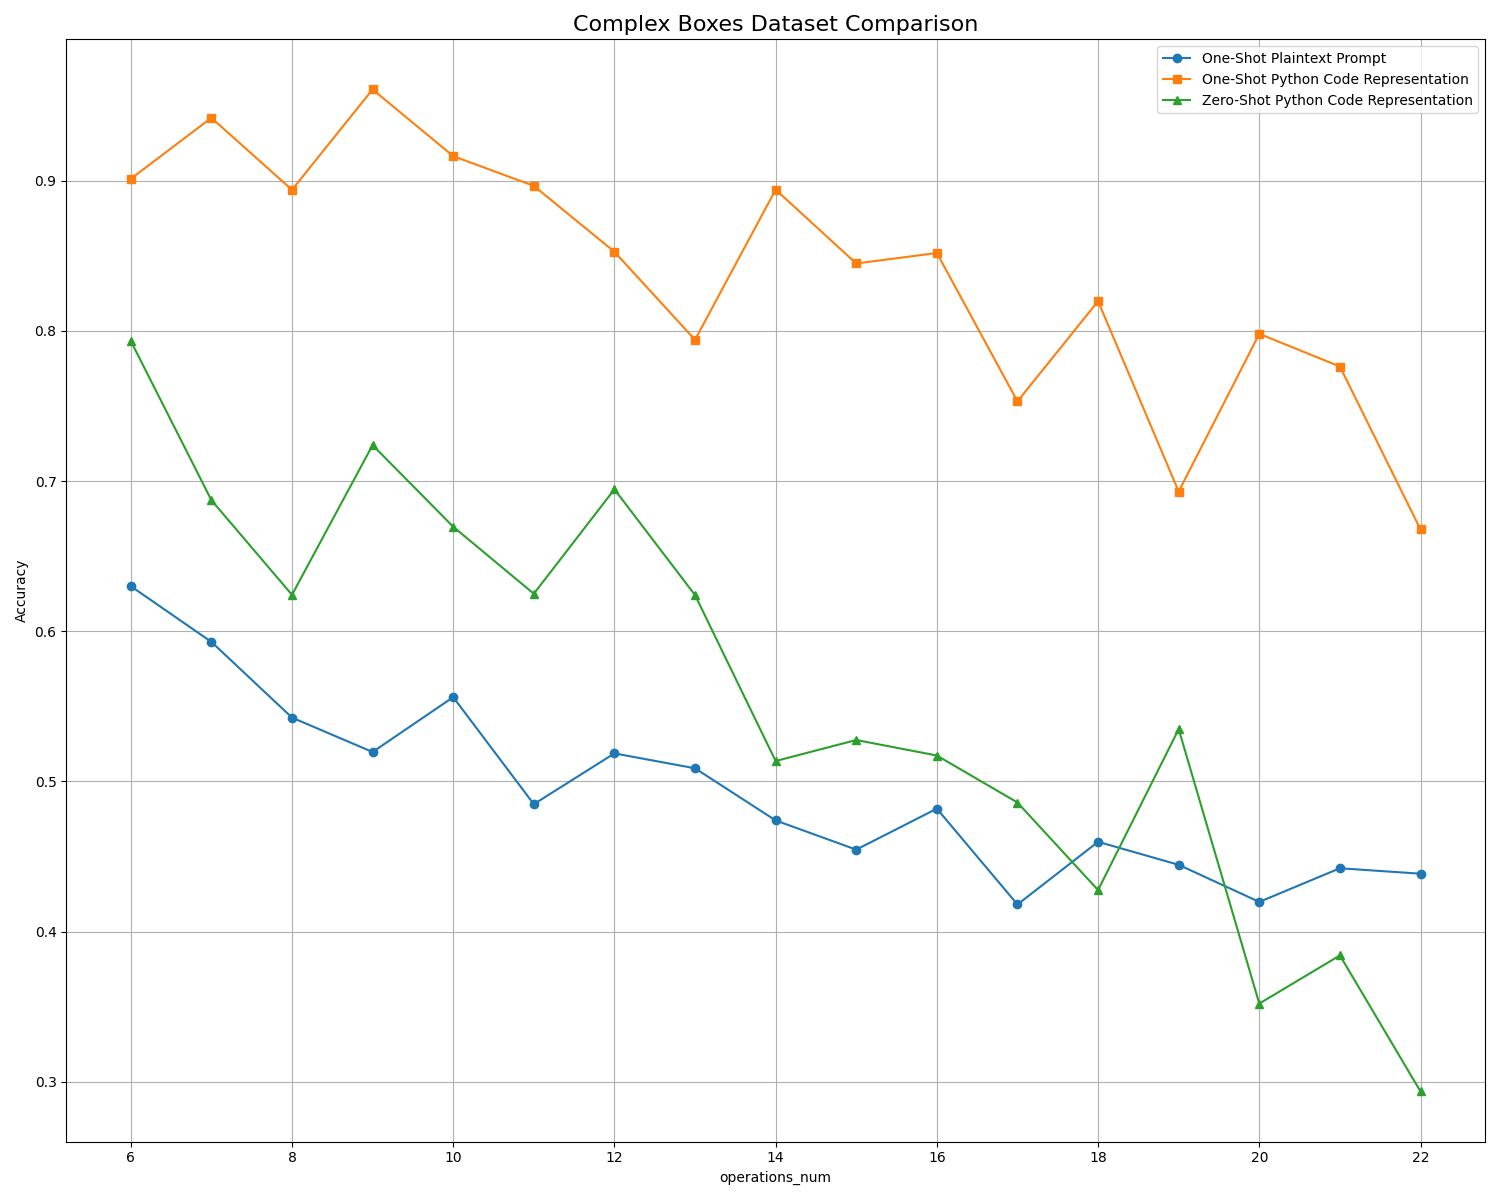 Complex Boxes Dataset Comparison
One-Shot Plaintext Prompt
One-Shot Python Code Representation
Zero-Shot Python Code Representation
0.9
0.8
0.7
0.6
0.5
0.4
0.3
Accuracy
6 8 10 12 14 16 18 20 22
operations_num